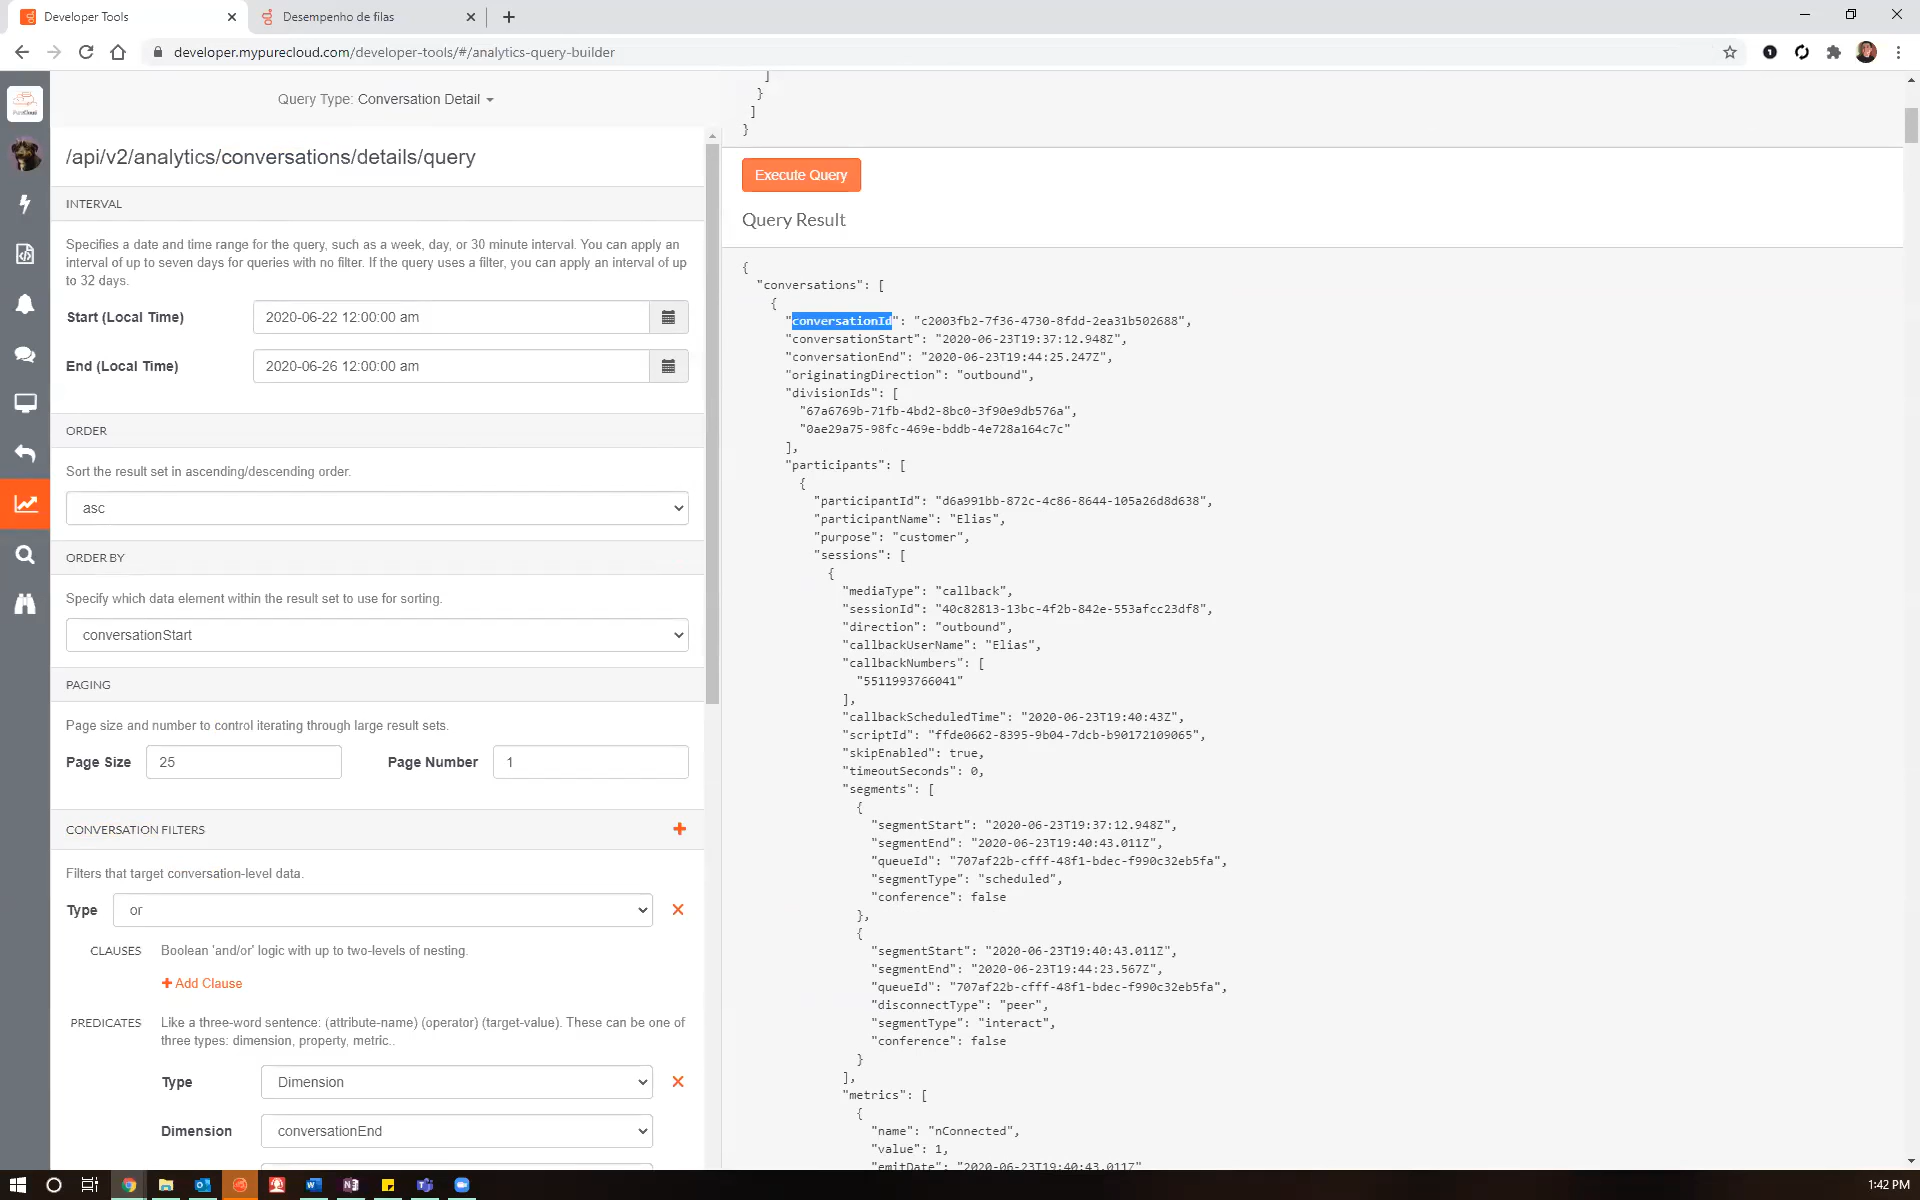 Developer Tools
Desempenho de filas
developer.mypurecloud.com/developer-tools/#/analytics-query-builder
PureCloud
Query Type: Conversation Detail
/api/v2/analytics/conversations/details/query
INTERVAL
Specifies a date and time range for the query, such as a week, day, or 30 minute interval. You can apply an
interval of up to seven days for queries with no filter. If the query uses a filter, you can apply an interval of up
to 32 days.
Start (Local Time)
2020-06-22 12:00:00 am
End (Local Time)
2020-06-26 12:00:00 am
ORDER
Sort the result set in ascending/descending order.
asc
ORDER BY
Specify which data element within the result set to use for sorting.
conversationStart
PAGING
Page size and number to control iterating through large result sets.
Page Size
25
Page Number
1
CONVERSATION FILTERS
Filters that target conversation-level data.
Type
or
CLAUSES
Boolean 'and/or' logic with up to two-levels of nesting.
+ Add Clause
PREDICATES
Like a three-word sentence: (attribute-name) (operator) (target-value). These can be one of
three types: dimension, property, metric..
Type
Dimension
Dimension
conversationEnd
]
}
]
}
Execute Query
Query Result
{
"conversations": [
{
"conversationId": "c2003fb2-7f36-4730-8fdd-2ea31b502688",
"conversationStart": "2020-06-23T19:37:12.948Z",
"conversationEnd": "2020-06-23T19:44:25.247Z",
"originatingDirection": "outbound",
"divisionIds": [
"67a6769b-71fb-4bd2-8bc0-3f90e9db576a",
"0ae29a75-98fc-469e-bddb-4e728a164c7c"
],
"participants": [
{
"participantId": "d6a991bb-872c-4c86-8644-105a26d8d638",
"participantName": "Elias",
"purpose": "customer",
"sessions": [
{
"mediaType": "callback",
"sessionId": "40c82813-13bc-4f2b-842e-553afcc23df8",
"direction": "outbound",
"callbackUserName": "Elias",
"callbackNumbers": [
"5511993766041"
],
"callbackScheduledTime": "2020-06-23T19:40:43Z",
"scriptId": "ffde0662-8395-9b04-7dcb-b90172109065",
"skipEnabled": true,
"timeoutSeconds": 0,
"segments": [
{
"segmentStart": "2020-06-23T19:37:12.948Z",
"segmentEnd": "2020-06-23T19:40:43.011Z",
"queueId": "707af22b-cfff-48f1-bdec-f990c32eb5fa",
"segmentType": "scheduled",
"conference": false
},
{
"segmentStart": "2020-06-23T19:40:43.011Z",
"segmentEnd": "2020-06-23T19:44:23.567Z",
"queueId": "707af22b-cfff-48f1-bdec-f990c32eb5fa",
"disconnectType": "peer",
"segmentType": "interact",
"conference": false
}
],
"metrics": [
{
"name": "nConnected",
"value": 1,
"emitDate": "2020-06-23T19:40:43.011Z"
1:42 PM